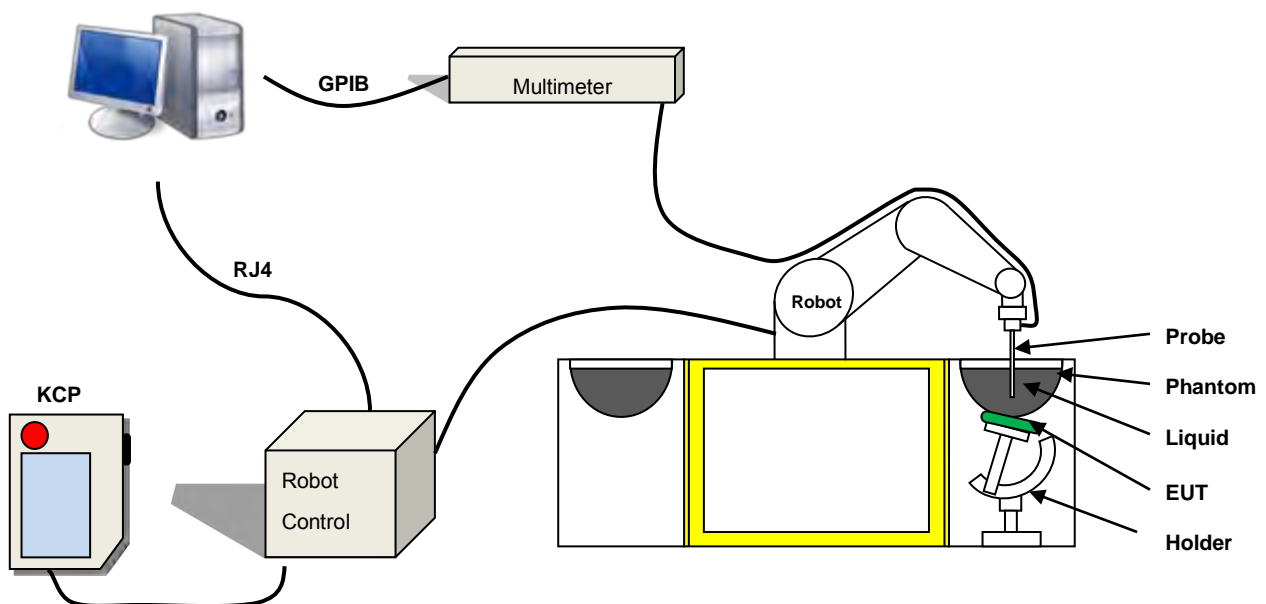 GPIB
Multimeter
RJ4
Robot
Probe
Phantom
KCP
Liquid
Robot
Control
EUT
Holder